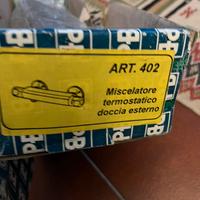 ART. 402
Miscelatore
termostatico
doccia esterno